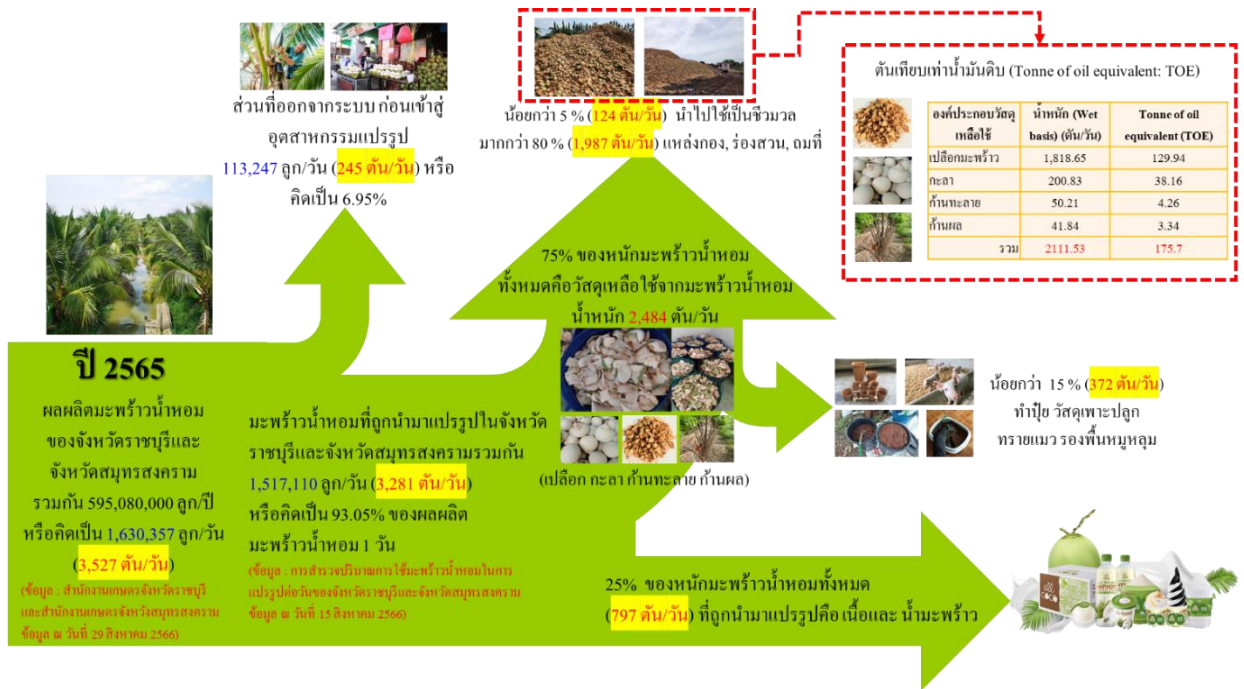 ส่วนที่ออกจากระบบ ก่อนเข้าสู่
อุตสาหกรรมแปรรูป
113,247 ลูก/วัน (245 ตัน/วัน) หรือ
คิดเป็น 6.95%
น้อยกว่า 5 % (124 ตัน/วัน) นำไปใช้เป็นชีวมวล
มากกว่า 80 % (1,987 ตัน/วัน) แหล่งกอง, ร่องสวน, ถมที่
ตันเทียบเท่าน้ำมันดิบ (Tonne of oil equivalent: TOE)
องค์ประกอบวัสดุ
เหลือใช้
น้ำหนัก (Wet
basis) (ตัน/วัน)
Tonne of oil
equivalent (TOE)
เปลือกมะพร้าว 1,818.65 129.94
กะลา 200.83 38.16
ก้านทะลาย 50.21 4.26
ก้านผล 41.84 3.34
รวม 2111.53 175.7
75% ของหนักมะพร้าวน้ำหอม
ทั้งหมดคือวัสดุเหลือใช้จากมะพร้าวน้ำหอม
น้ำหนัก 2,484 ตัน/วัน
(เปลือก กะลา ก้านทะลาย ก้านผล)
น้อยกว่า 15 % (372 ตัน/วัน)
ทำปุ๋ย วัสดุเพาะปลูก
ทรายแมว รองพื้นหมูหลุม
ปี 2565
ผลผลิตมะพร้าวน้ำหอม
ของจังหวัดราชบุรีและ
จังหวัดสมุทรสงคราม
รวมกัน 595,080,000 ลูก/ปี
หรือคิดเป็น 1,630,357 ลูก/วัน
(3,527 ตัน/วัน)
(ข้อมูล : สำนักงานเกษตรจังหวัดราชบุรี
และสำนักงานเกษตรจังหวังสมุทรสงคราม
ข้อมูล ณ วันที่ 29 สิงหาคม 2566)
มะพร้าวน้ำหอมที่ถูกนำมาแปรรูปในจังหวัด
ราชบุรีและจังหวัดสมุทรสงครามรวมกัน
1,517,110 ลูก/วัน (3,281 ตัน/วัน)
หรือคิดเป็น 93.05% ของผลผลิต
มะพร้าวน้ำหอม 1 วัน
(ข้อมูล : การสำรวจปริมาณการใช้มะพร้าวน้ำหอมในการ
แปรรูปต่อวันของจังหวัดราชบุรีและจังหวัดสมุทรสงคราม
ข้อมูล ณ วันที่ 15 สิงหาคม 2566)
25% ของหนักมะพร้าวน้ำหอมทั้งหมด
(797 ตัน/วัน) ที่ถูกนำมาแปรรูปคือ เนื้อและ น้ำมะพร้าว
COCO